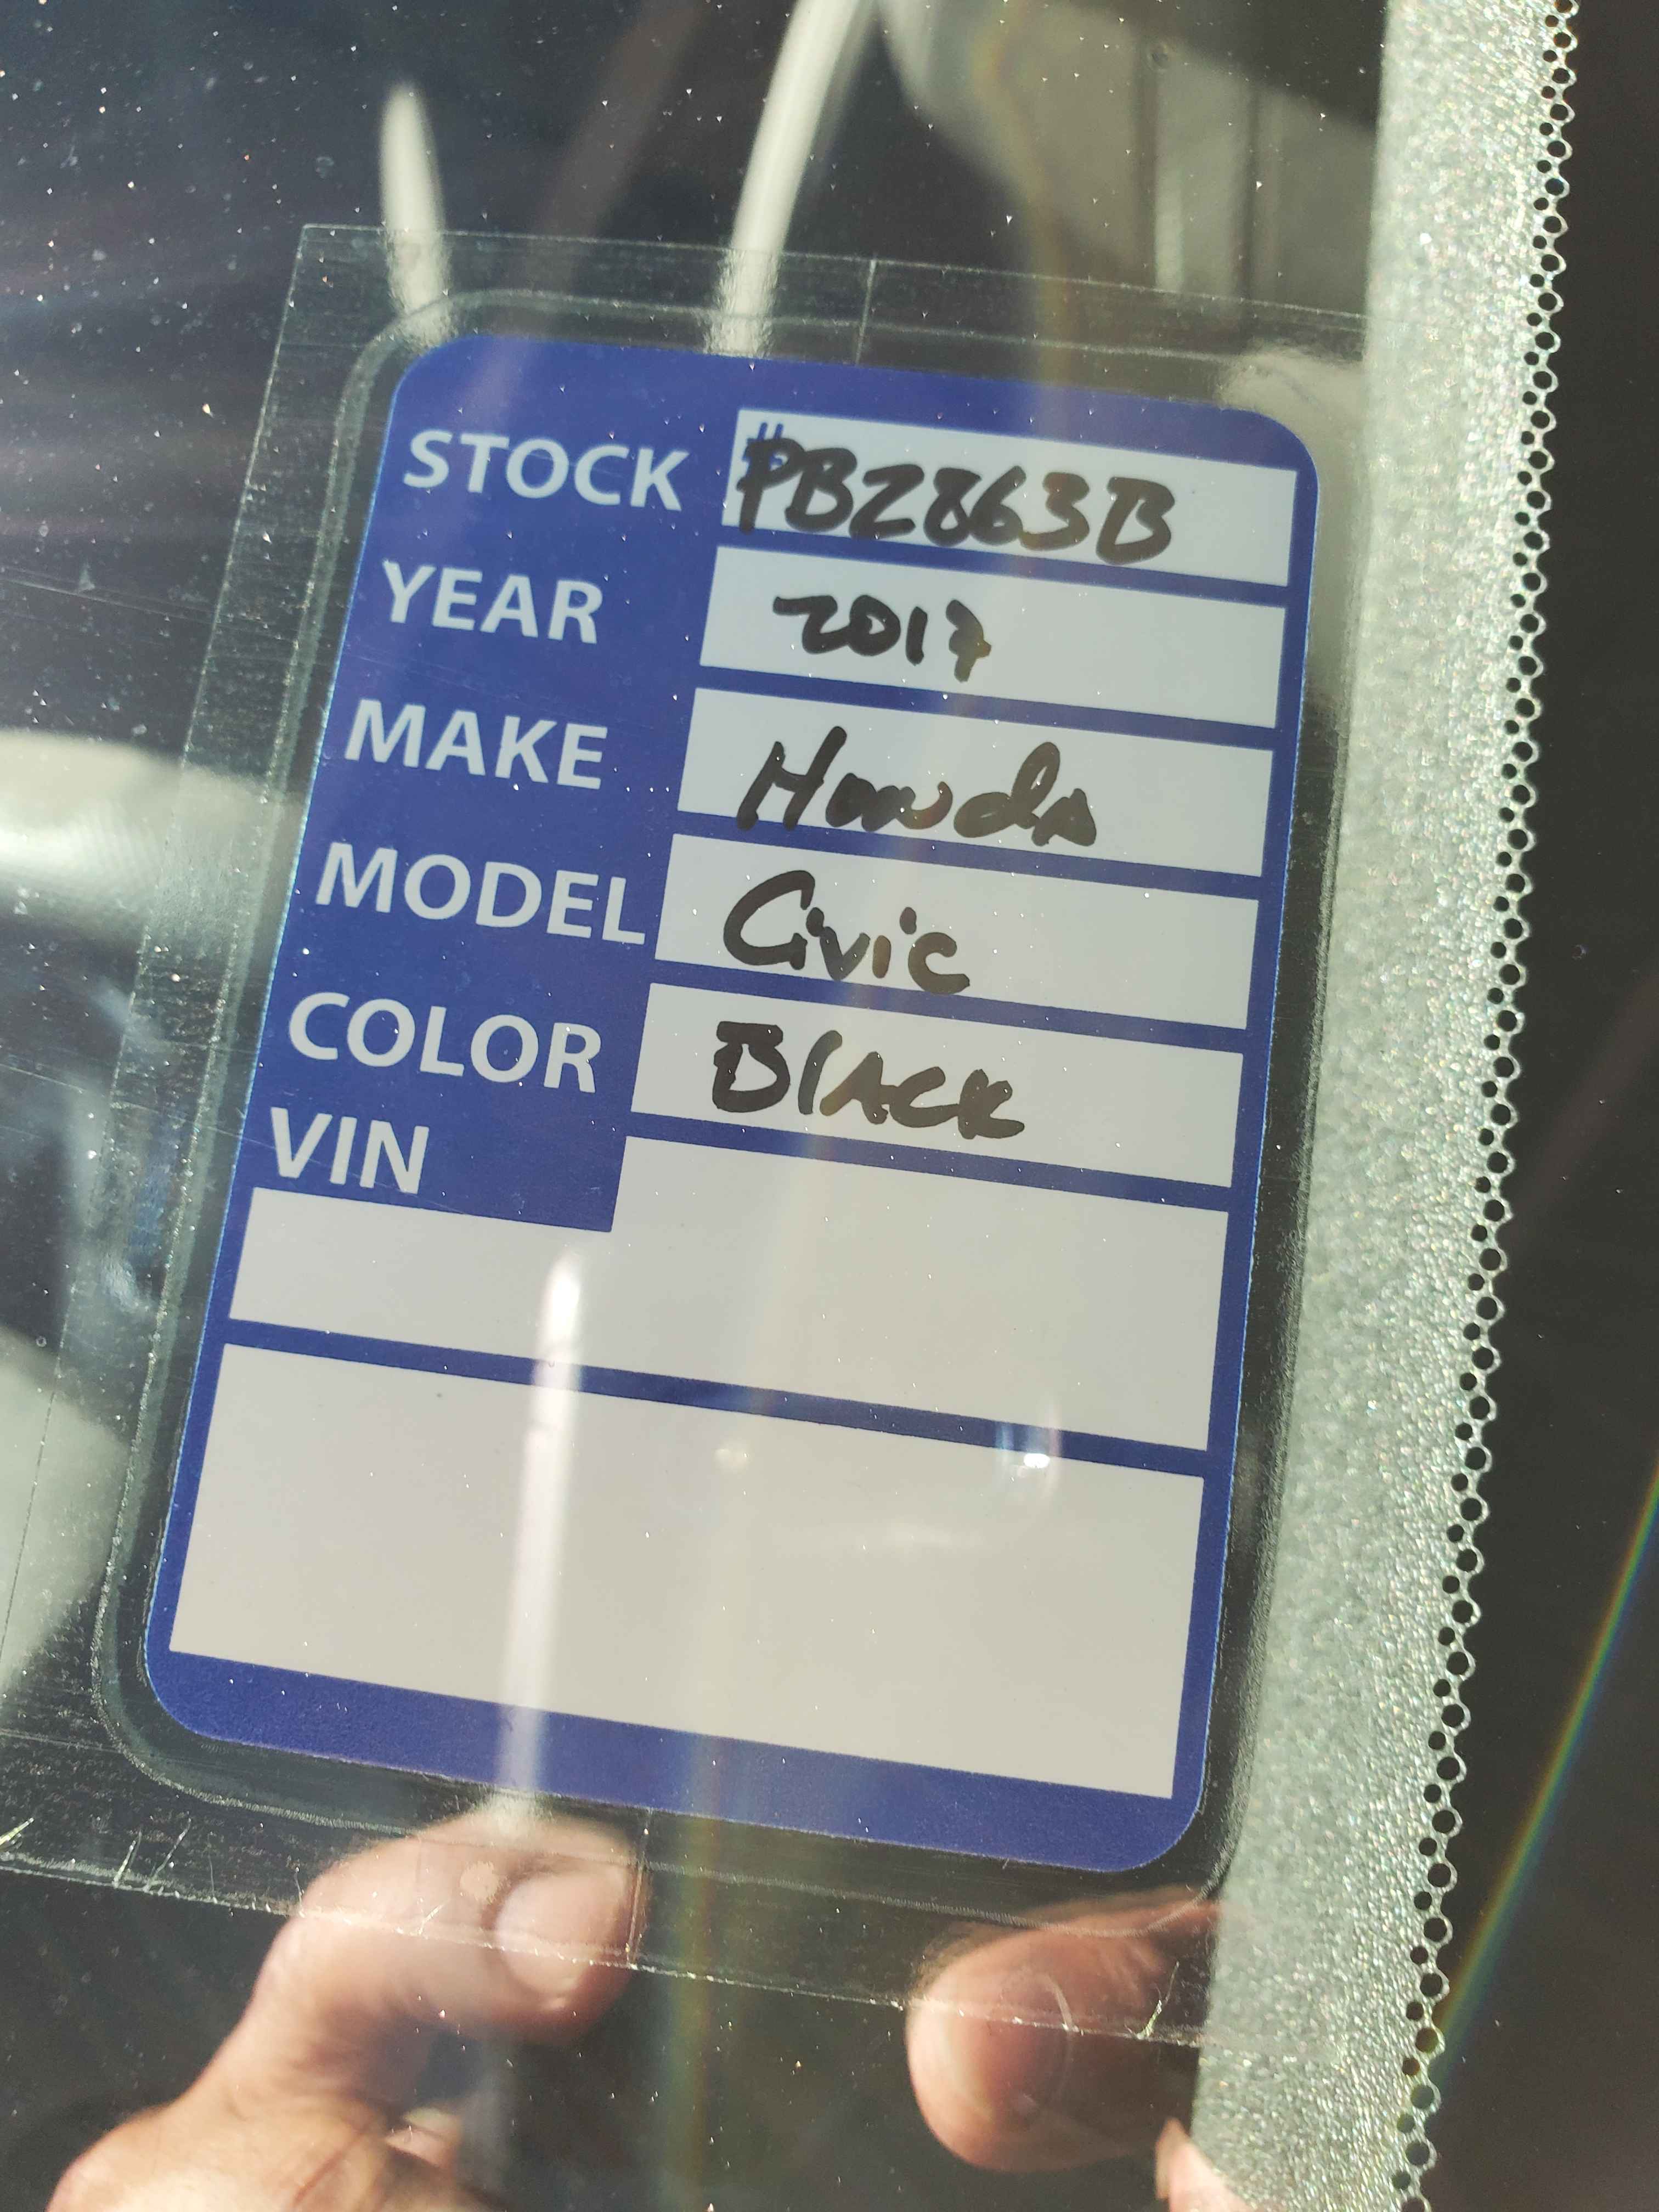 STOCK #PB2863B
YEAR 2017
MAKE Honda
MODEL Civic
COLOR Black
VIN